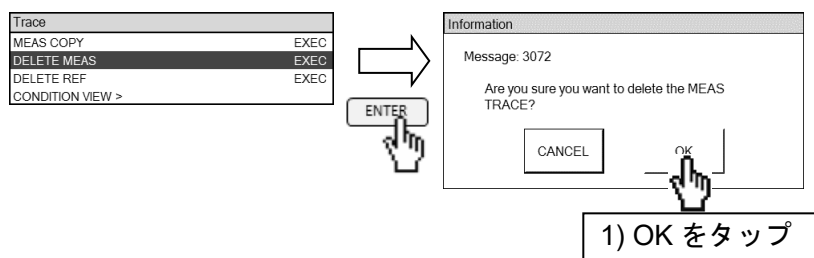 Trace
MEAS COPY EXEC
DELETE MEAS EXEC
DELETE REF EXEC
CONDITION VIEW >
ENTER
Information
Message: 3072
Are you sure you want to delete the MEAS
TRACE?
CANCEL OK
1) OK をタップ